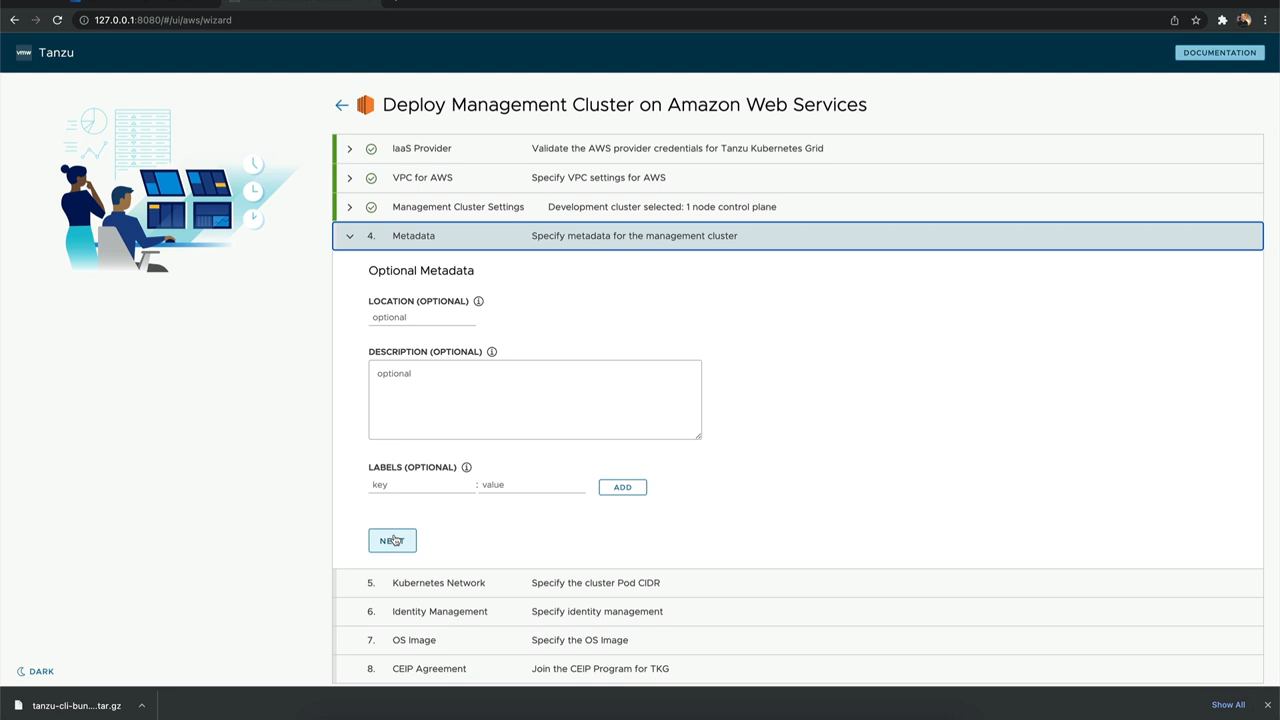 127.0.0.1:8080/#/ui/aws/wizard
vmw Tanzu
DOCUMENTATION
Deploy Management Cluster on Amazon Web Services
IaaS Provider Validate the AWS provider credentials for Tanzu Kubernetes Grid
VPC for AWS Specify VPC settings for AWS
Management Cluster Settings Development cluster selected: 1 node control plane
4. Metadata Specify metadata for the management cluster
Optional Metadata
LOCATION (OPTIONAL)
optional
DESCRIPTION (OPTIONAL)
optional
LABELS (OPTIONAL)
key : value ADD
NEXT
5. Kubernetes Network Specify the cluster Pod CIDR
6. Identity Management Specify identity management
7. OS Image Specify the OS Image
8. CEIP Agreement Join the CEIP Program for TKG
DARK
tanzu-cli-bun....tar.gz
Show All